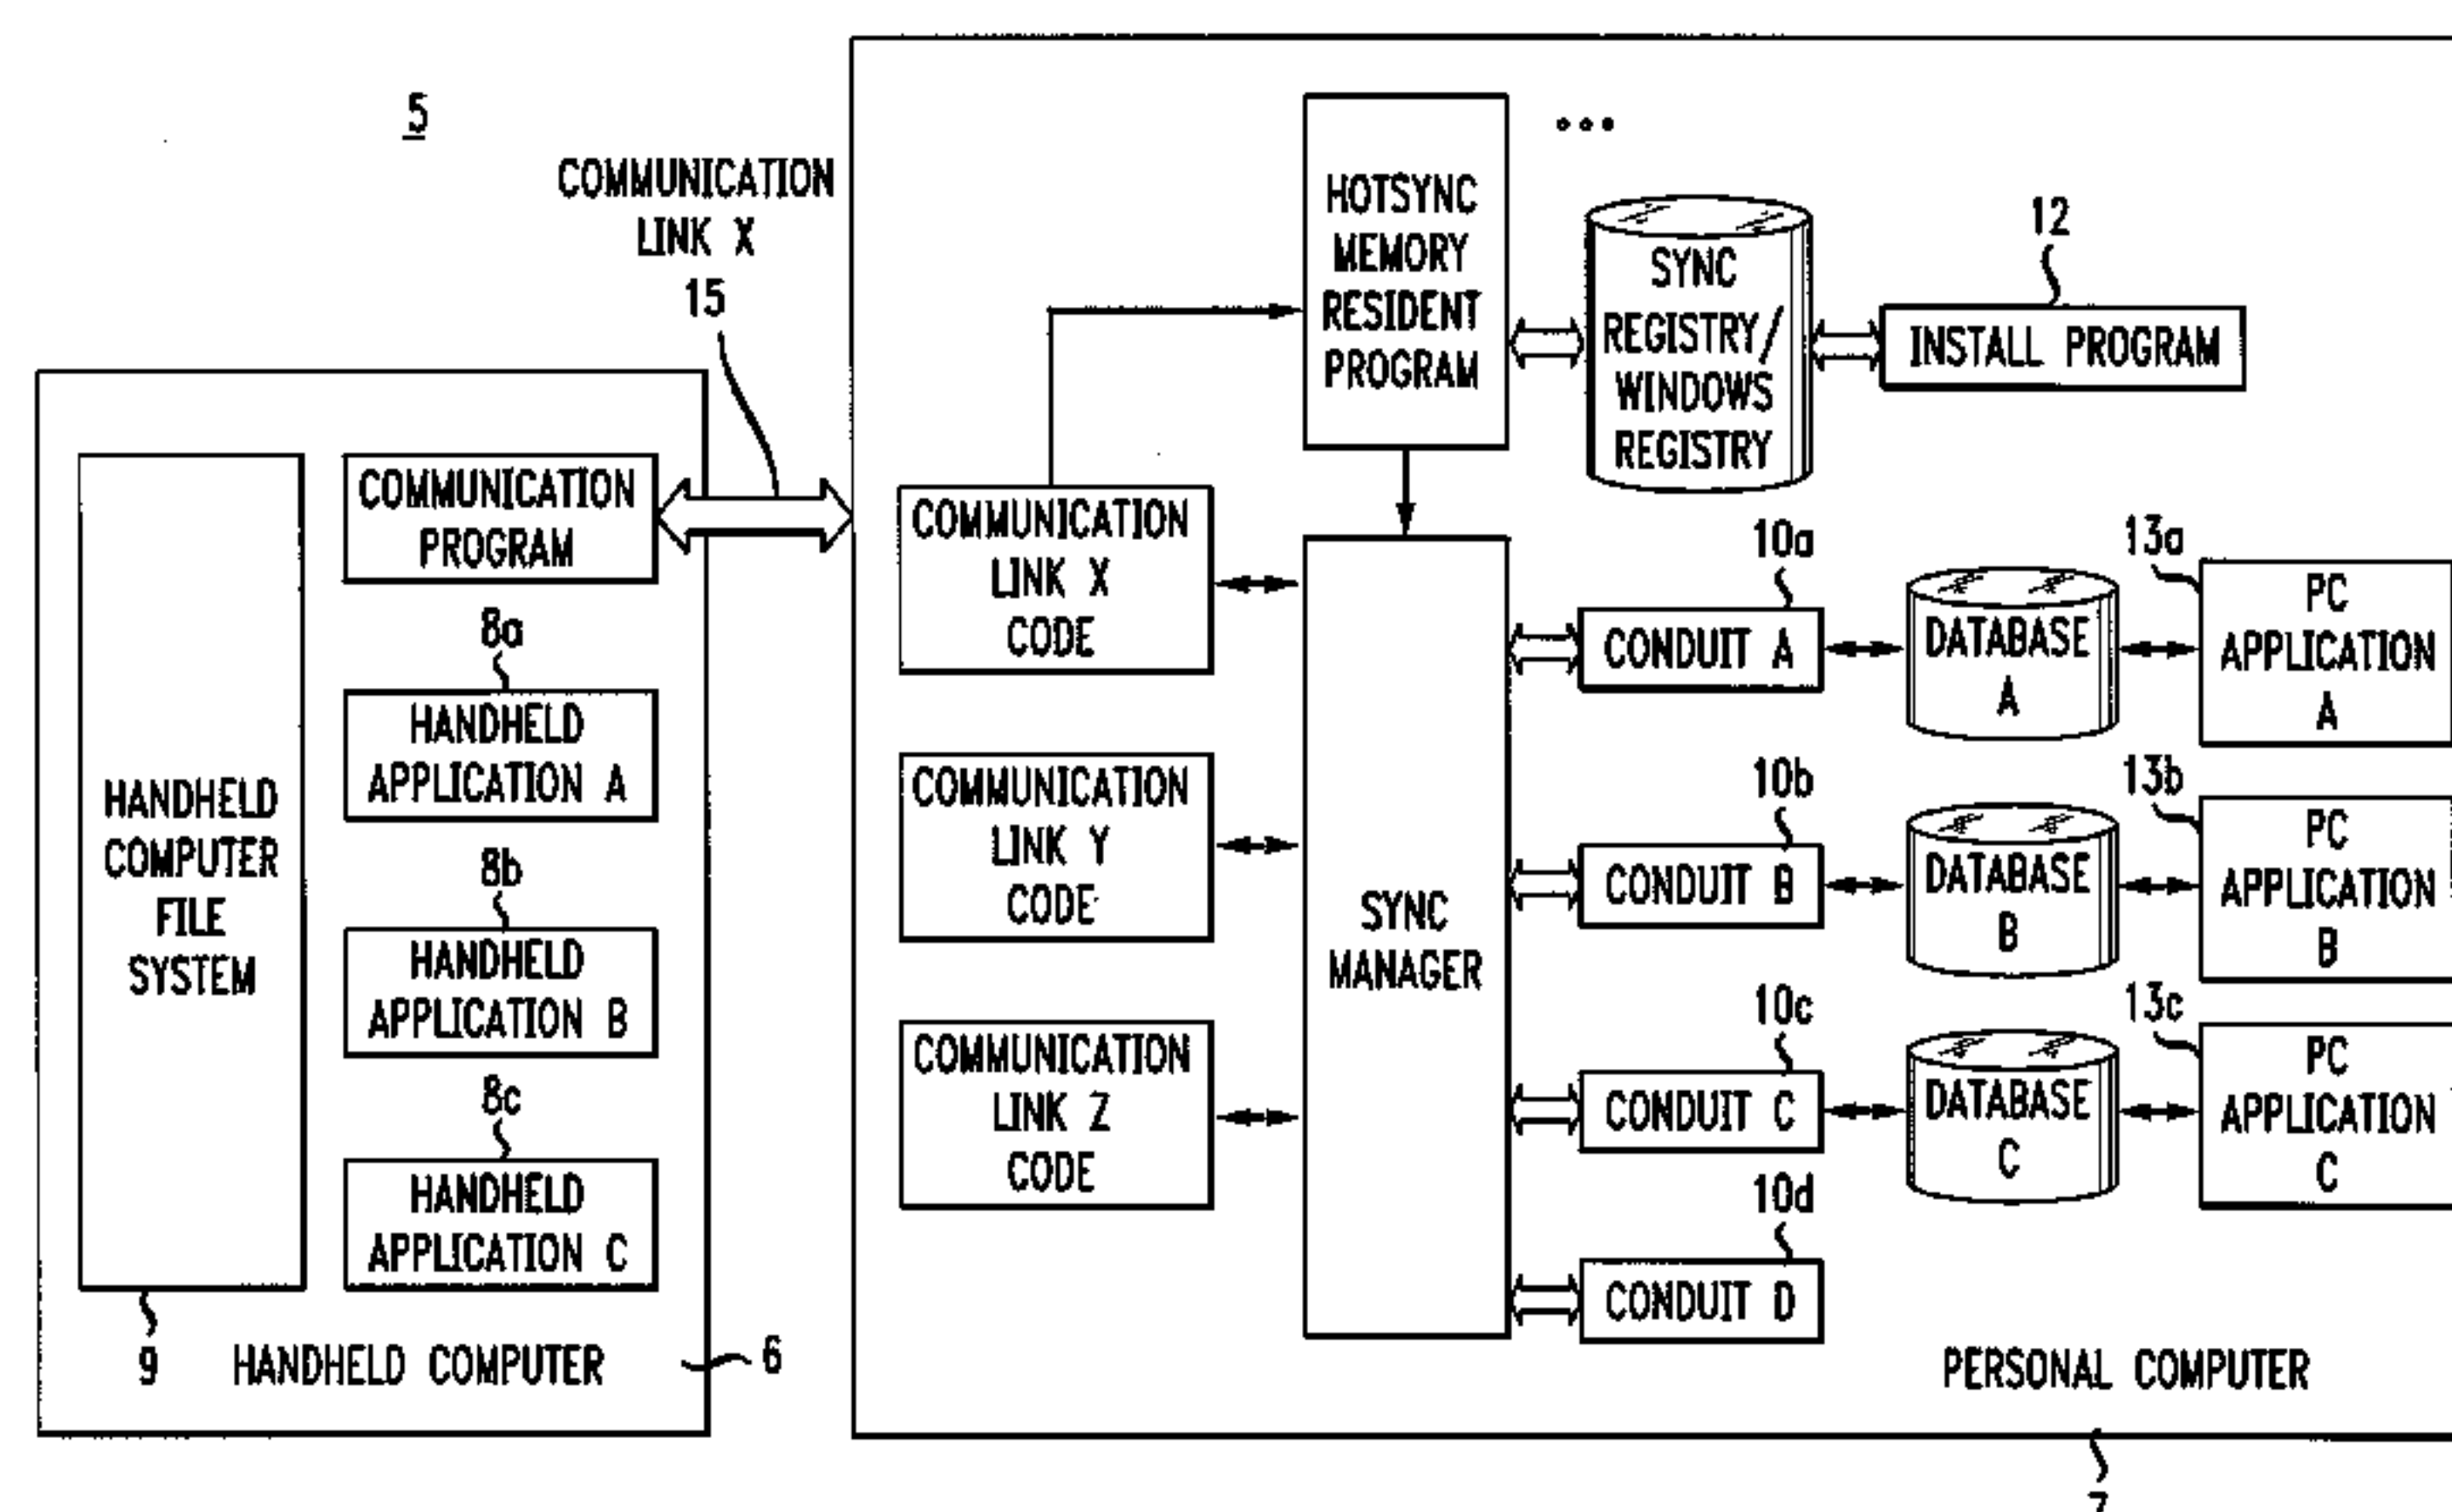 5
COMMUNICATION
LINK X
15
HANDHELD
COMPUTER
FILE
SYSTEM
9
COMMUNICATION
PROGRAM
8a
HANDHELD
APPLICATION A
8b
HANDHELD
APPLICATION B
8c
HANDHELD
APPLICATION C
HANDHELD COMPUTER
6
HOTSYNC
MEMORY
RESIDENT
PROGRAM
...
SYNC
REGISTRY/
WINDOWS
REGISTRY
12
INSTALL PROGRAM
COMMUNICATION
LINK X
CODE
COMMUNICATION
LINK Y
CODE
COMMUNICATION
LINK Z
CODE
SYNC
MANAGER
10a
CONDUIT A
DATABASE
A
13a
PC
APPLICATION
A
10b
CONDUIT B
DATABASE
B
13b
PC
APPLICATION
B
10c
CONDUIT C
DATABASE
C
13c
PC
APPLICATION
C
10d
CONDUIT D
PERSONAL COMPUTER
7